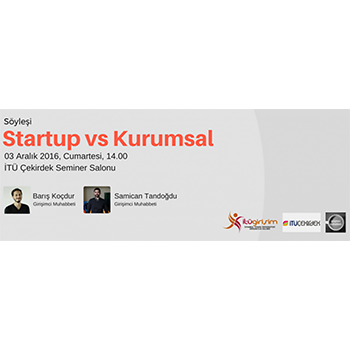 Söyleşi
Startup vs Kurumsal
03 Aralık 2016, Cumartesi, 14.00
İTÜ Çekirdek Seminer Salonu
Barış Koçdur
Girişimci Muhabbeti
Samican Tandoğdu
Girişimci Muhabbeti
itügirişim
İTÜÇEKİRDEK